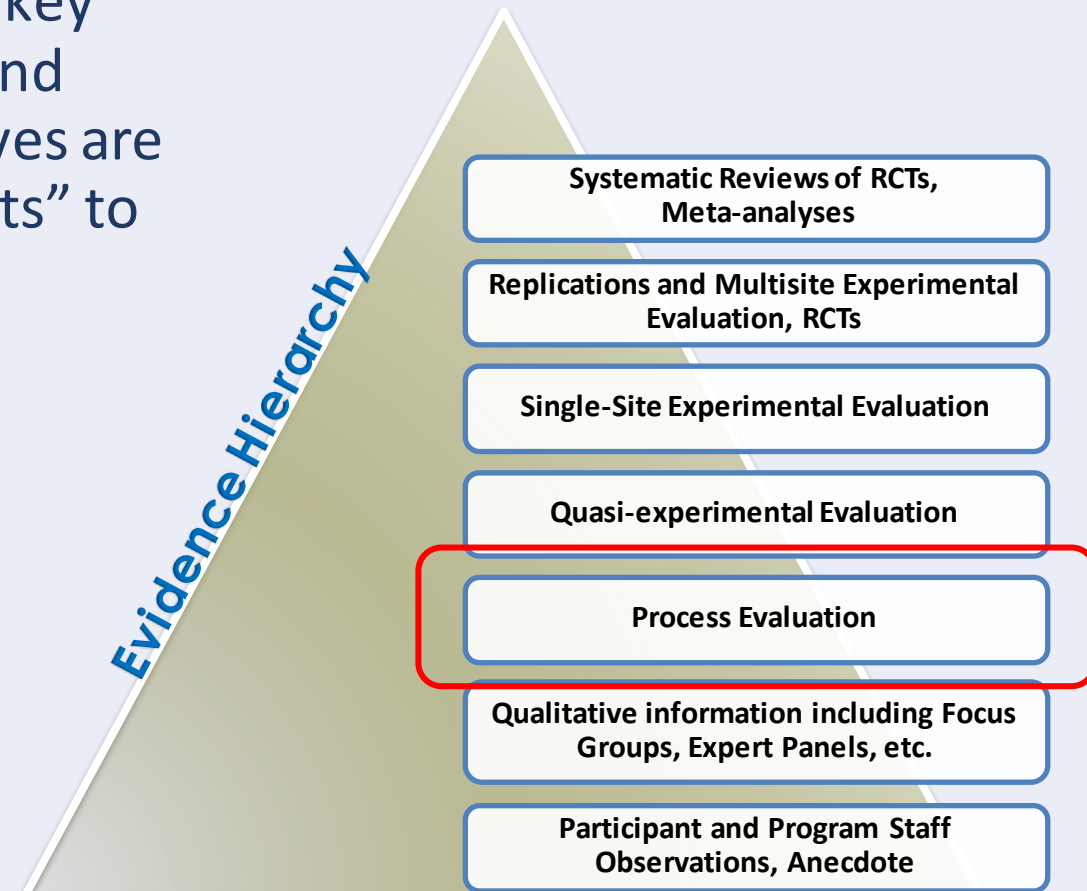 key
nd
ves are
ts” to
Evidence Hierarchy
Systematic Reviews of RCTs,
Meta-analyses
Replications and Multisite Experimental
Evaluation, RCTs
Single-Site Experimental Evaluation
Quasi-experimental Evaluation
Process Evaluation
Qualitative information including Focus
Groups, Expert Panels, etc.
Participant and Program Staff
Observations, Anecdote